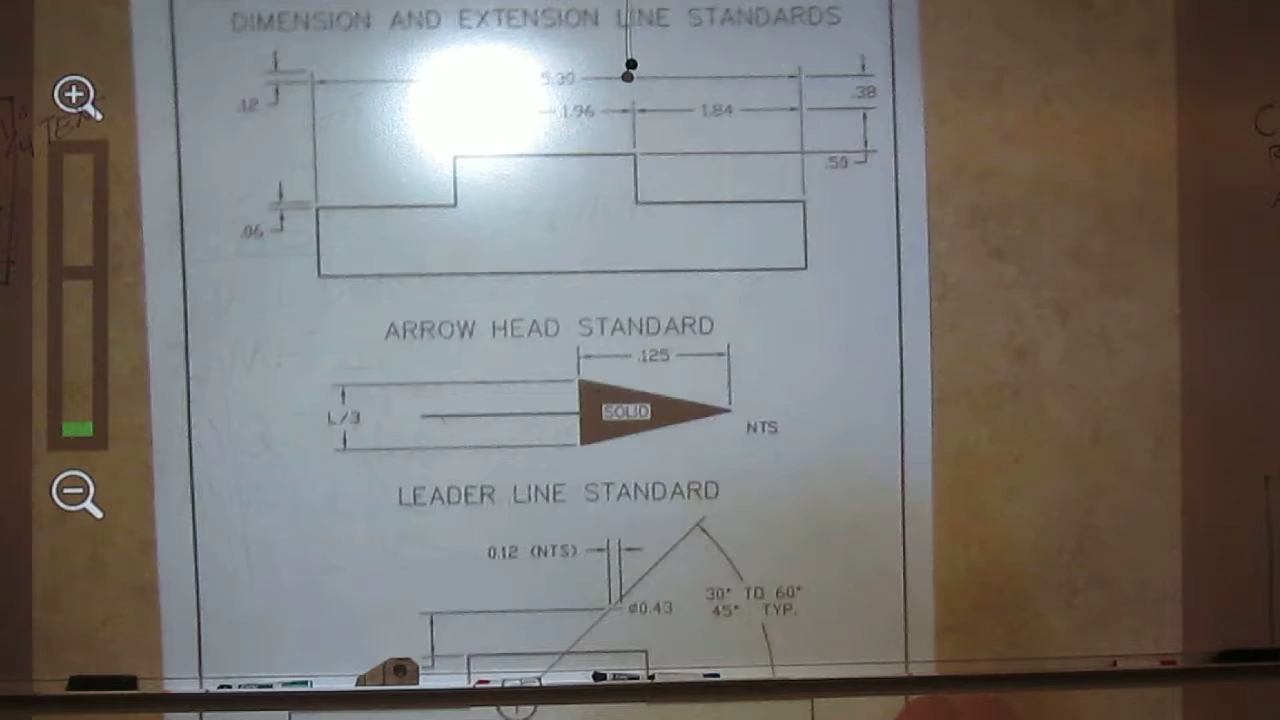 DIMENSION AND EXTENSION LINE STANDARDS
5.30
.12
.38
1.96
1.84
.59
.06
ARROW HEAD STANDARD
.125
L/3
SOLID
NTS
LEADER LINE STANDARD
0.12 (NTS)
Ø0.43
30° TO 60°
45° TYP.